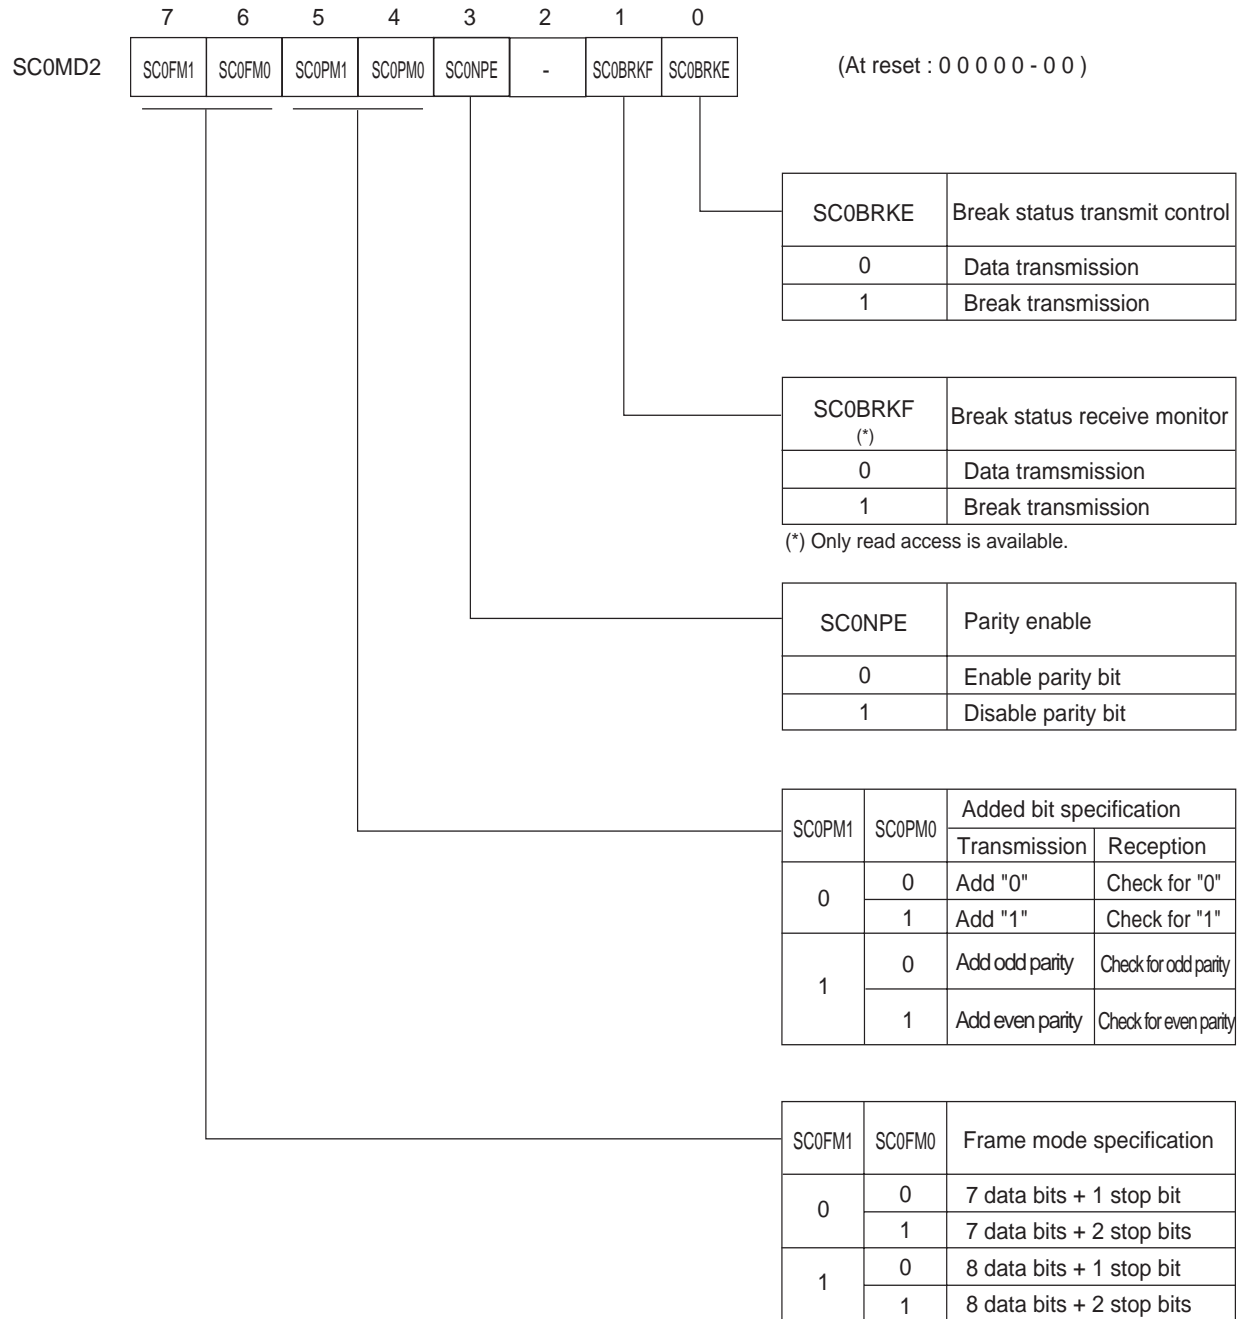 7 6 5 4 3 2 1 0
SC0MD2 SC0FM1 SC0FM0 SC0PM1 SC0PM0 SC0NPE - SC0BRKF SC0BRKE (At reset : 0 0 0 0 0 - 0 0 )
SC0BRKE Break status transmit control
0 Data transmission
1 Break transmission
SC0BRKF Break status receive monitor
(*)
0 Data tramsmission
1 Break transmission
(*) Only read access is available.
SC0NPE Parity enable
0 Enable parity bit
1 Disable parity bit
SC0PM1 SC0PM0 Added bit specification
Transmission Reception
0 0 Add "0" Check for "0"
1 Add "1" Check for "1"
1 0 Add odd parity Check for odd parity
1 Add even parity Check for even parity
SC0FM1 SC0FM0 Frame mode specification
0 0 7 data bits + 1 stop bit
1 7 data bits + 2 stop bits
1 0 8 data bits + 1 stop bit
1 8 data bits + 2 stop bits